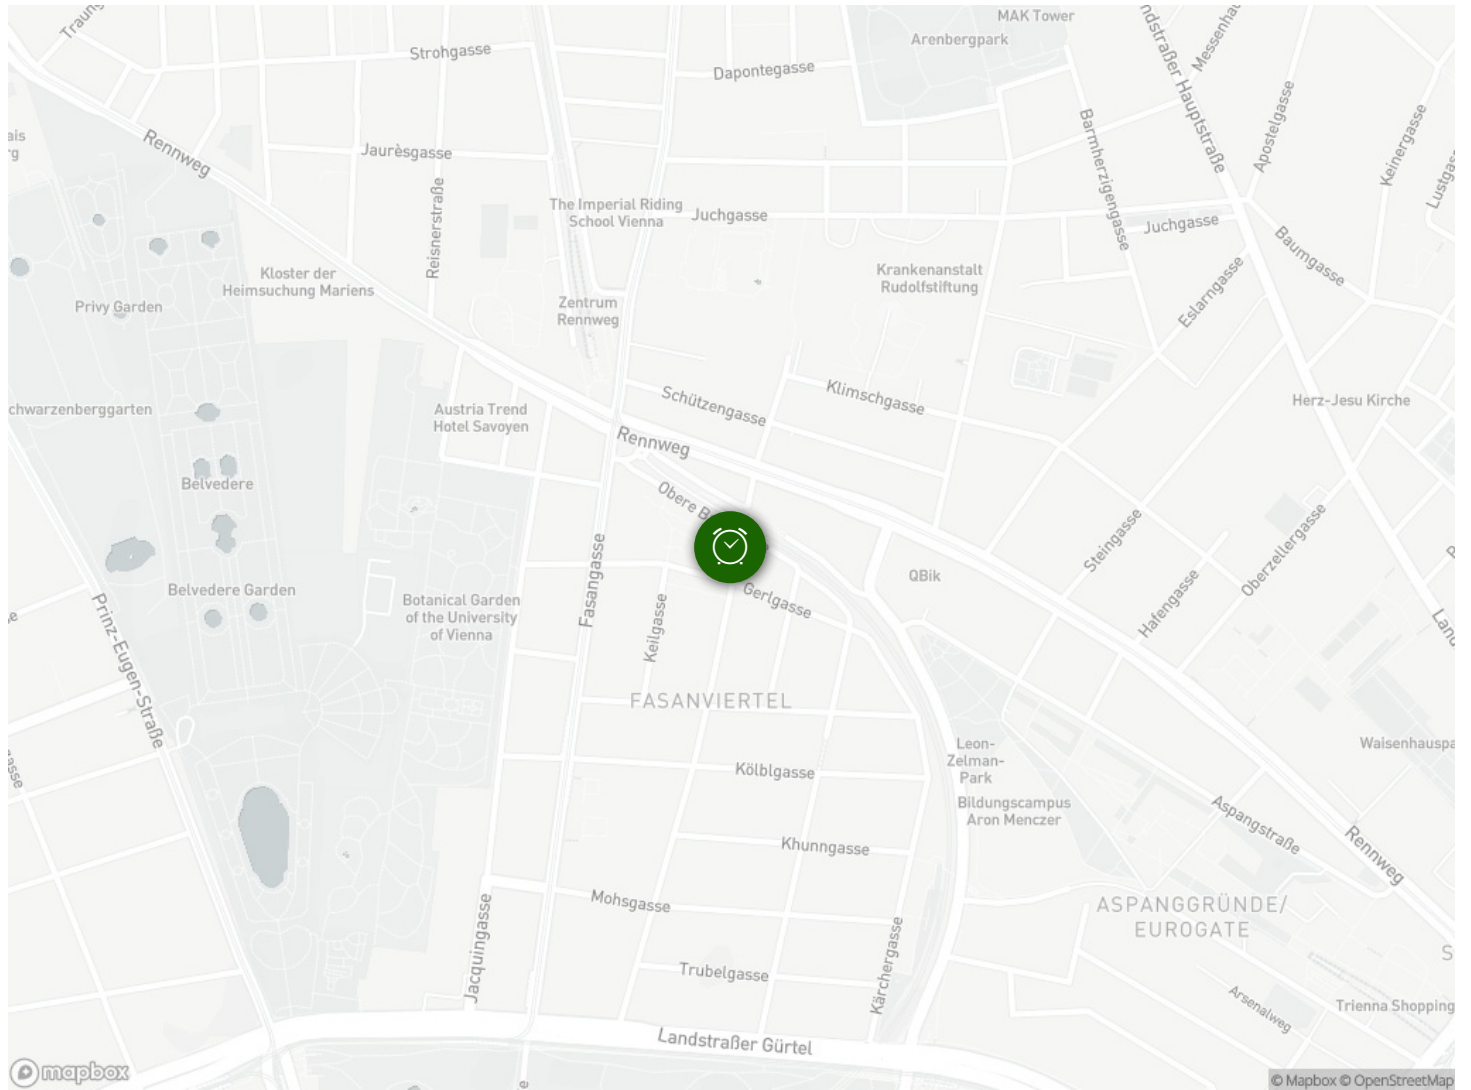 MAK Tower
Arenbergpark
Strohgasse
Dapontegasse
Landstraßer Hauptstraße
Apostelgasse
Keinergasse
Rennweg
Jaurèsgasse
Reisnerstraße
Barmherzigengasse
The Imperial Riding
School Vienna
Juchgasse
Juchgasse
Baumgasse
Eslarngasse
Krankenanstalt
Rudolfstiftung
Kloster der
Heimsuchung Mariens
Privy Garden
Zentrum
Rennweg
Schützengasse
Klimschgasse
Herz-Jesu Kirche
chwarzenberggarten
Austria Trend
Hotel Savoyen
Rennweg
Belvedere
Obere
Fasangasse
Steingasse
Oberzellergasse
Hafengasse
QBik
Belvedere Garden
Botanical Garden
of the University
of Vienna
Keilgasse
Gerlgasse
Prinz-Eugen-Straße
FASANVIERTEL
Leon-
Zelman-
Park
Waisenhauspa
Kölblgasse
Bildungscampus
Aron Menczer
Aspangstraße
Rennweg
Khunngasse
Mohsgasse
ASPANGGRÜNDE/
EUROGATE
Jacquingasse
Kärchergasse
Trubelgasse
Arsenalweg
Trienna Shopping
Landstraßer Gürtel
mapbox
© Mapbox © OpenStreetMap